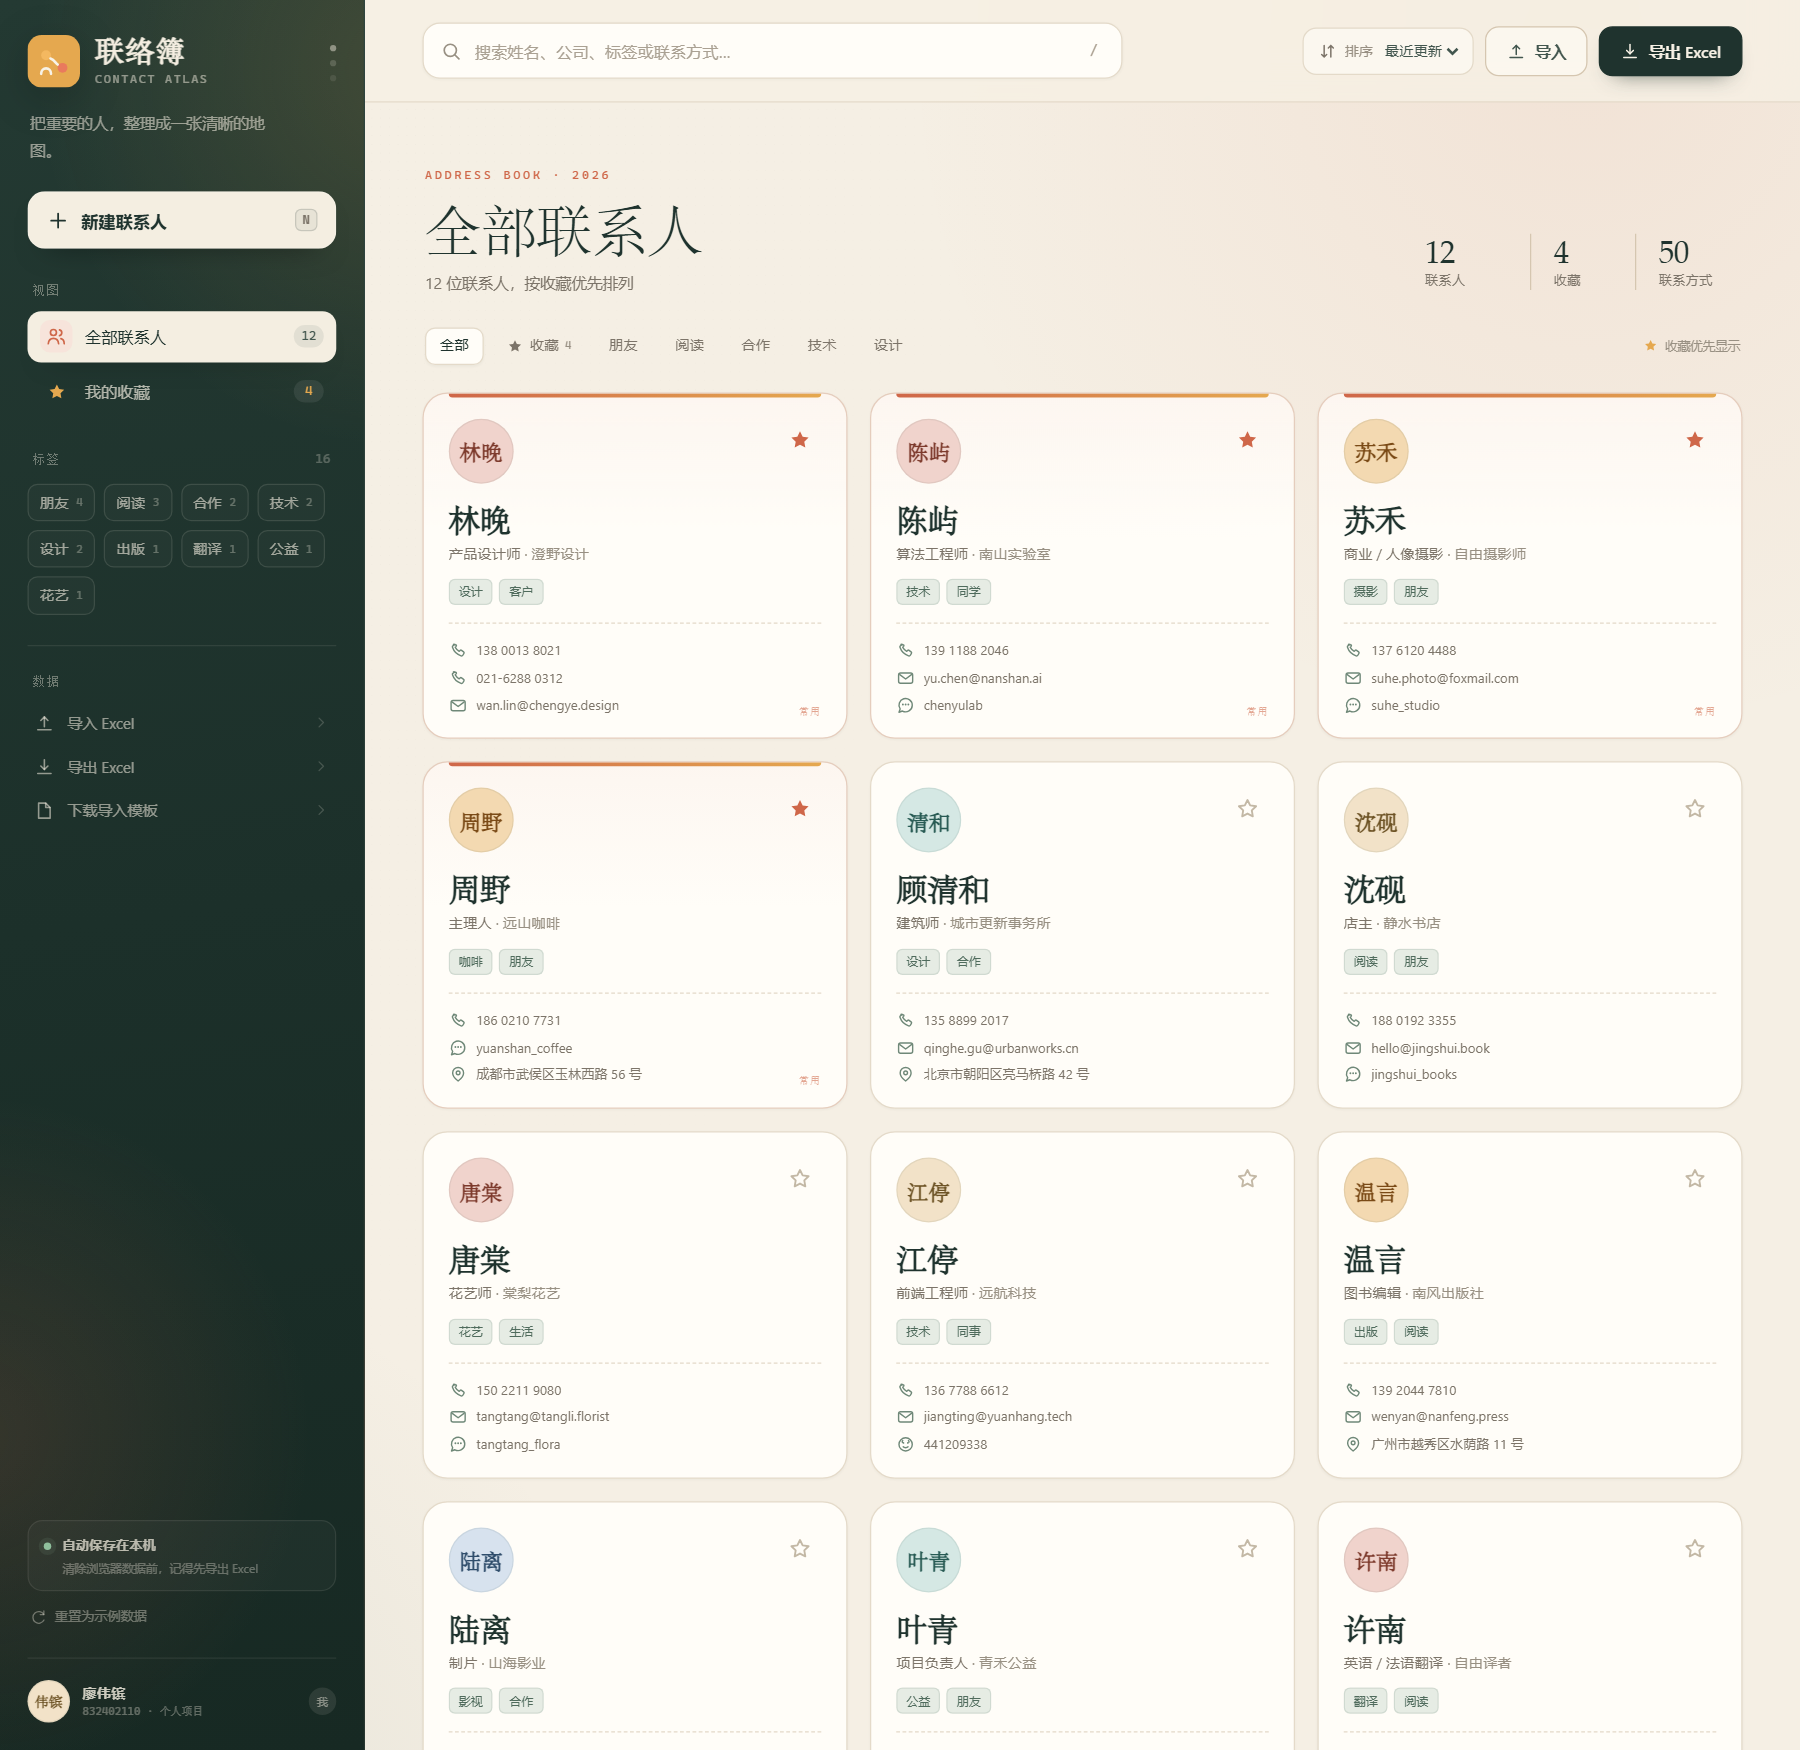 联络簿
CONTACT ATLAS
把重要的人，整理成一张清晰的地
图。
新建联系人 N
视图
全部联系人 12
我的收藏 4
标签 16
朋友 4 阅读 3 合作 2 技术 2
设计 2 出版 1 翻译 1 公益 1
花艺 1
数据
导入 Excel
导出 Excel
下载导入模板
自动保存在本机
清除浏览器数据前，记得先导出 Excel
重置为示例数据
伟镔
廖伟镔
832402110 · 个人项目
我
搜索姓名、公司、标签或联系方式... /
排序 最近更新
导入
导出 Excel
ADDRESS BOOK · 2026
全部联系人
12 位联系人，按收藏优先排列
12 联系人
4 收藏
50 联系方式
全部 收藏 4 朋友 阅读 合作 技术 设计
收藏优先显示
林晚
林晚
产品设计师 · 澄野设计
设计 客户
138 0013 8021
021-6288 0312
wan.lin@chengye.design
常用
陈屿
陈屿
算法工程师 · 南山实验室
技术 同学
139 1188 2046
yu.chen@nanshan.ai
chenyulab
常用
苏禾
苏禾
商业 / 人像摄影 · 自由摄影师
摄影 朋友
137 6120 4488
suhe.photo@foxmail.com
suhe_studio
常用
周野
周野
主理人 · 远山咖啡
咖啡 朋友
186 0210 7731
yuanshan_coffee
成都市武侯区玉林西路 56 号
常用
清和
顾清和
建筑师 · 城市更新事务所
设计 合作
135 8899 2017
qinghe.gu@urbanworks.cn
北京市朝阳区亮马桥路 42 号
沈砚
沈砚
店主 · 静水书店
阅读 朋友
188 0192 3355
hello@jingshui.book
jingshui_books
唐棠
唐棠
花艺师 · 棠梨花艺
花艺 生活
150 2211 9080
tangtang@tangli.florist
tangtang_flora
江停
江停
前端工程师 · 远航科技
技术 同事
136 7788 6612
jiangting@yuanhang.tech
441209338
温言
温言
图书编辑 · 南风出版社
出版 阅读
139 2044 7810
wenyan@nanfeng.press
广州市越秀区水荫路 11 号
陆离
陆离
制片 · 山海影业
影视 合作
叶青
叶青
项目负责人 · 青禾公益
公益 朋友
许南
许南
英语 / 法语翻译 · 自由译者
翻译 阅读